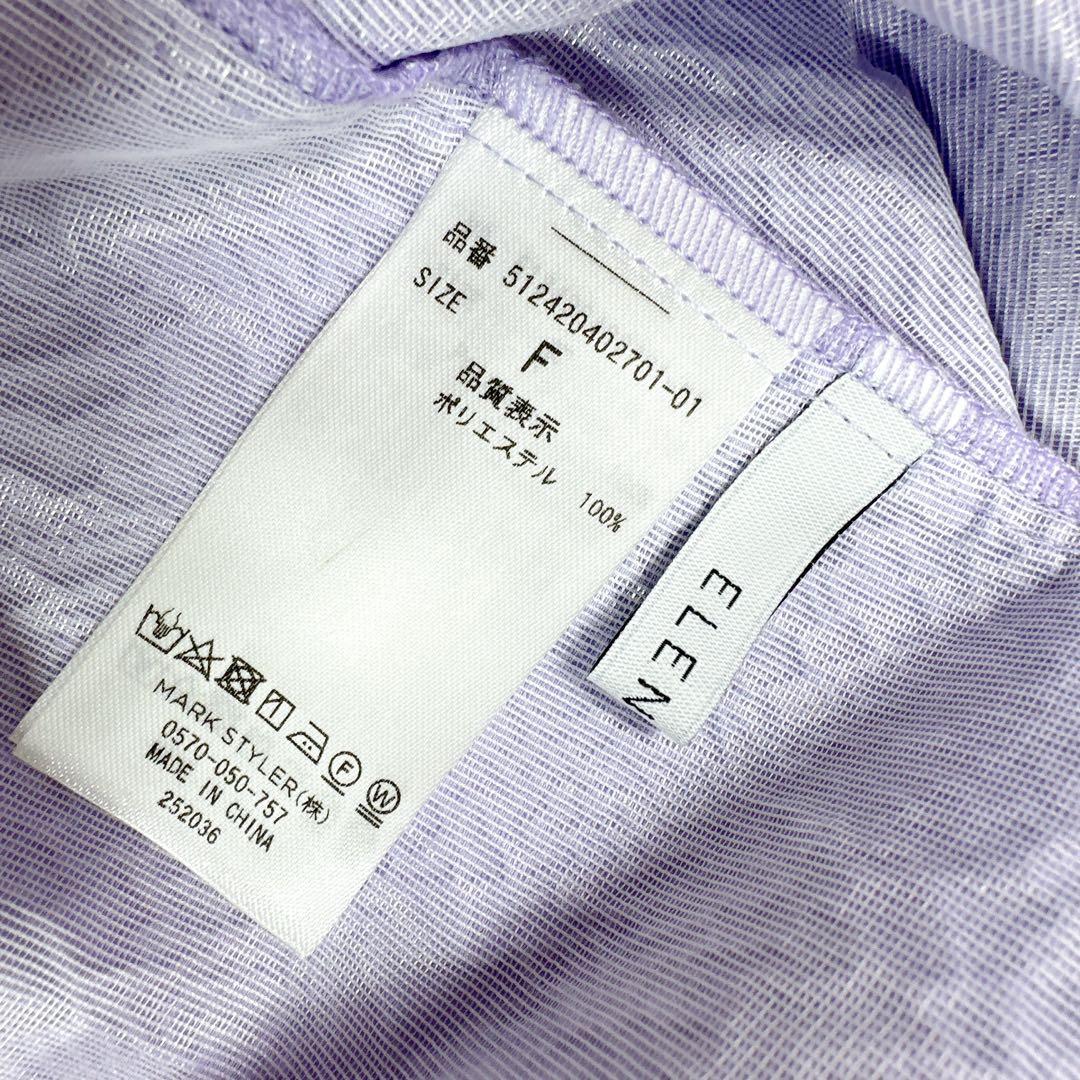 品番 512420402701-01
SIZE
F
品質表示
ポリエステル 100%
F
W
MARK STYLER(株)
0570-050-757
MADE IN CHINA
252036
ELEN